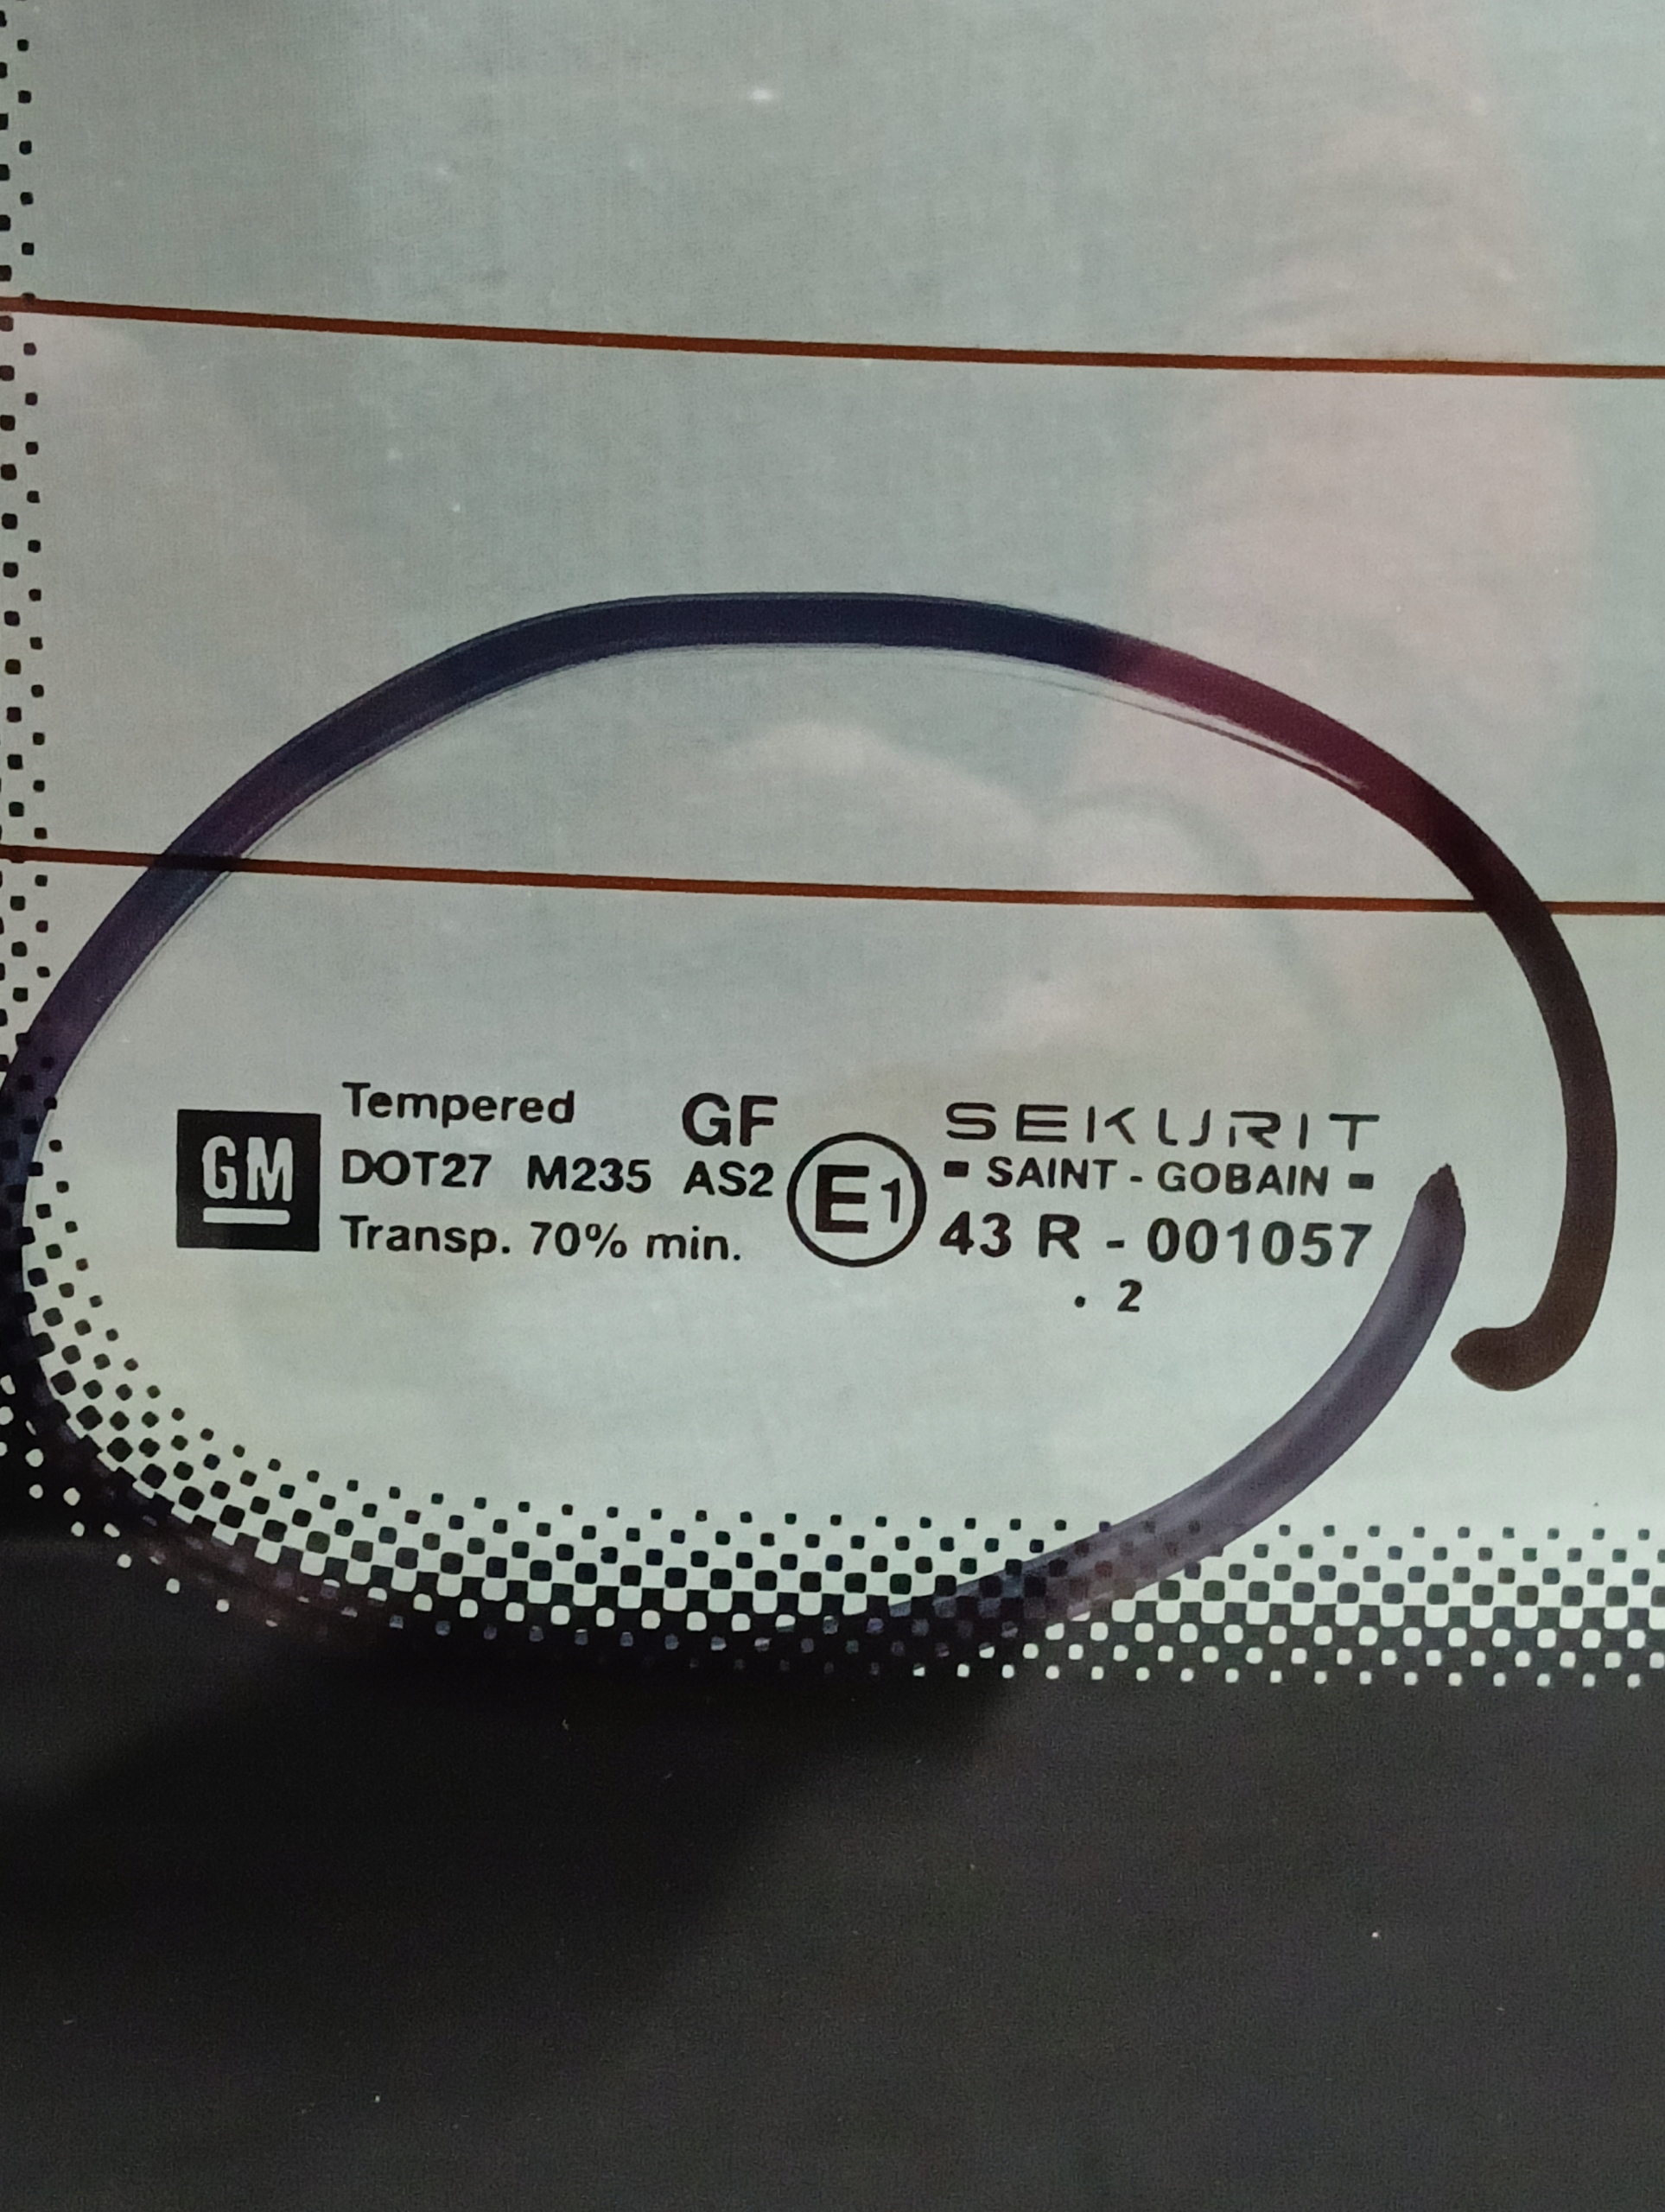 GM
Tempered GF
DOT27 M235 AS2
Transp. 70% min.
E1
SEKURIT
SAINT-GOBAIN
43 R - 001057
. 2